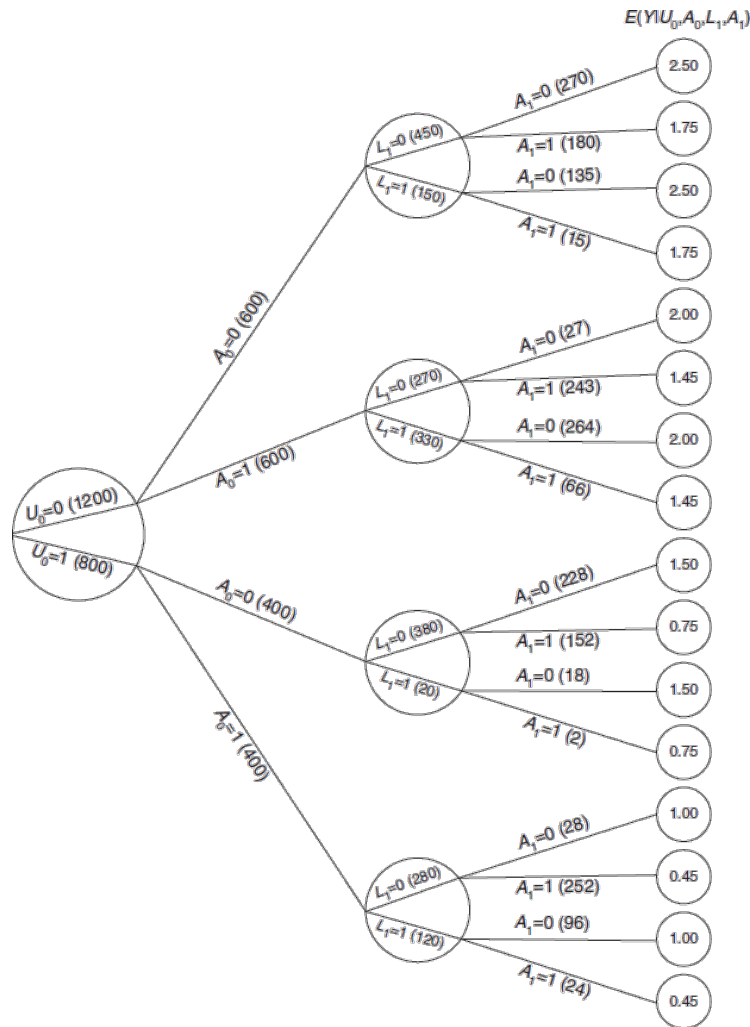 E(Y|U₀,A₀,L₁,A₁)
A₁=0 (270)
2.50
L₁=0 (450)
A₁=1 (180)
1.75
L₁=1 (150)
A₁=0 (135)
2.50
A₁=1 (15)
1.75
A₀=0 (600)
A₁=0 (27)
2.00
L₁=0 (270)
A₁=1 (243)
1.45
L₁=1 (330)
A₁=0 (264)
2.00
A₀=1 (600)
A₁=1 (66)
1.45
U₀=0 (1200)
U₀=1 (800)
A₀=0 (400)
A₁=0 (228)
1.50
L₁=0 (380)
A₁=1 (152)
0.75
L₁=1 (20)
A₁=0 (18)
1.50
A₁=1 (2)
0.75
A₀=1 (400)
A₁=0 (28)
1.00
L₁=0 (280)
A₁=1 (252)
0.45
L₁=1 (120)
A₁=0 (96)
1.00
A₁=1 (24)
0.45